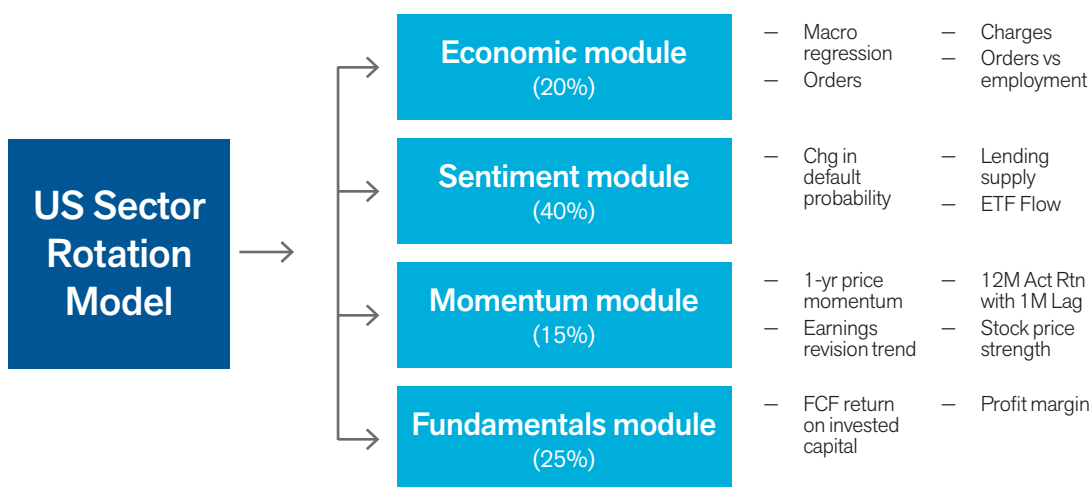 US Sector
Rotation
Model
Economic module
(20%)
— Macro
regression
— Orders
— Charges
— Orders vs
employment
Sentiment module
(40%)
— Chg in
default
probability
— Lending
supply
— ETF Flow
Momentum module
(15%)
— 1-yr price
momentum
— Earnings
revision trend
— 12M Act Rtn
with 1M Lag
— Stock price
strength
Fundamentals module
(25%)
— FCF return
on invested
capital
— Profit margin